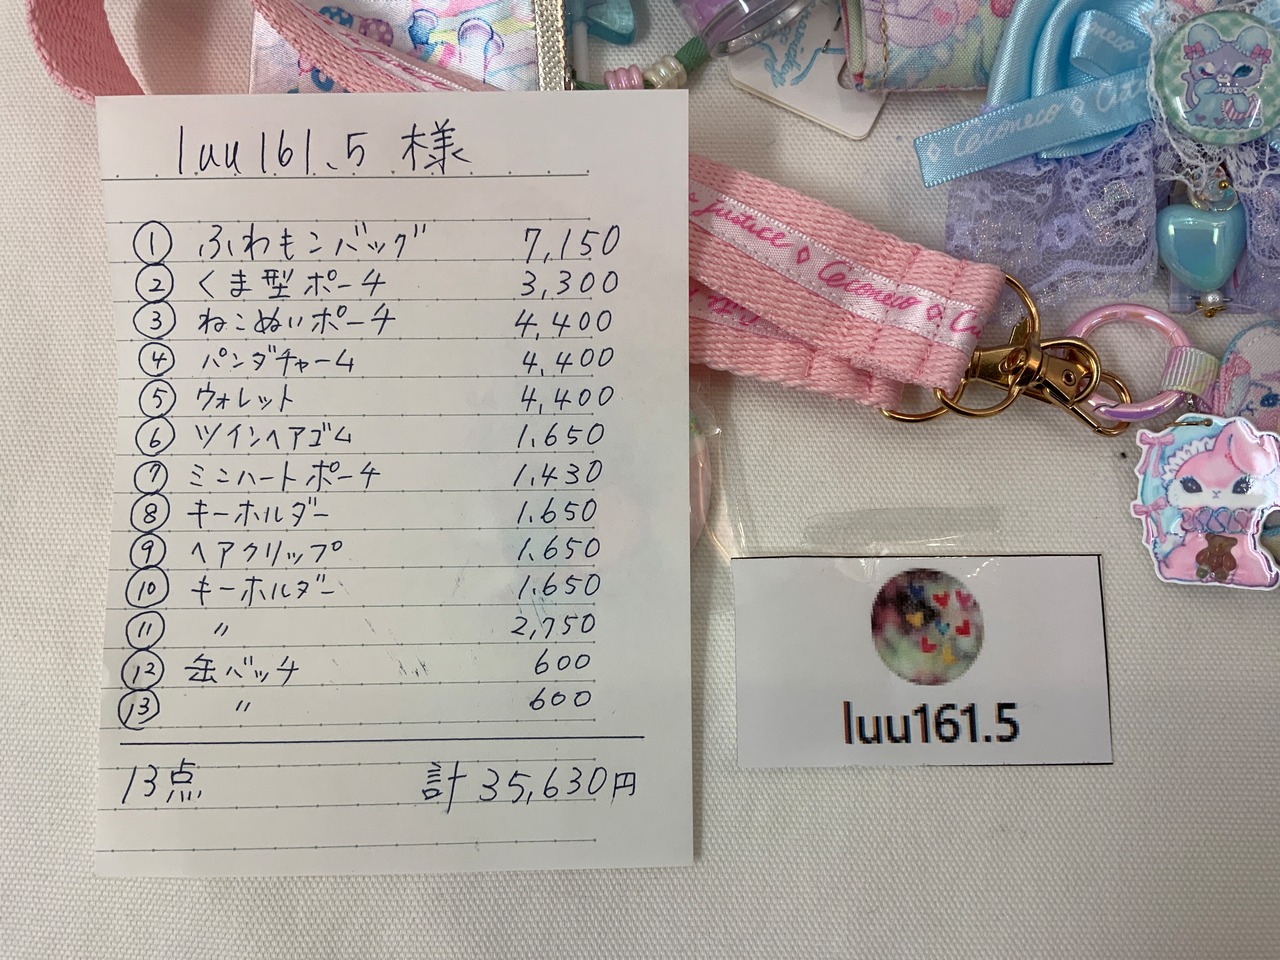 luu161.5 様
① ふわもこバッグ 7,150
② くま型ポーチ 3,300
③ ねこぬいポーチ 4,400
④ パンダチャーム 4,400
⑤ ウォレット 4,400
⑥ ツインヘアゴム 1.650
⑦ ミニハートポーチ 1.430
⑧ キーホルダー 1.650
⑨ ヘアクリップ 1.650
⑩ キーホルダー 1.650
⑪ 〃 2,750
⑫ 缶バッチ 600
⑬ 〃 600
13点 計 35,630円
justice ◇ Ceconeco ◇
◇ Ceconeco ◇
luu161.5